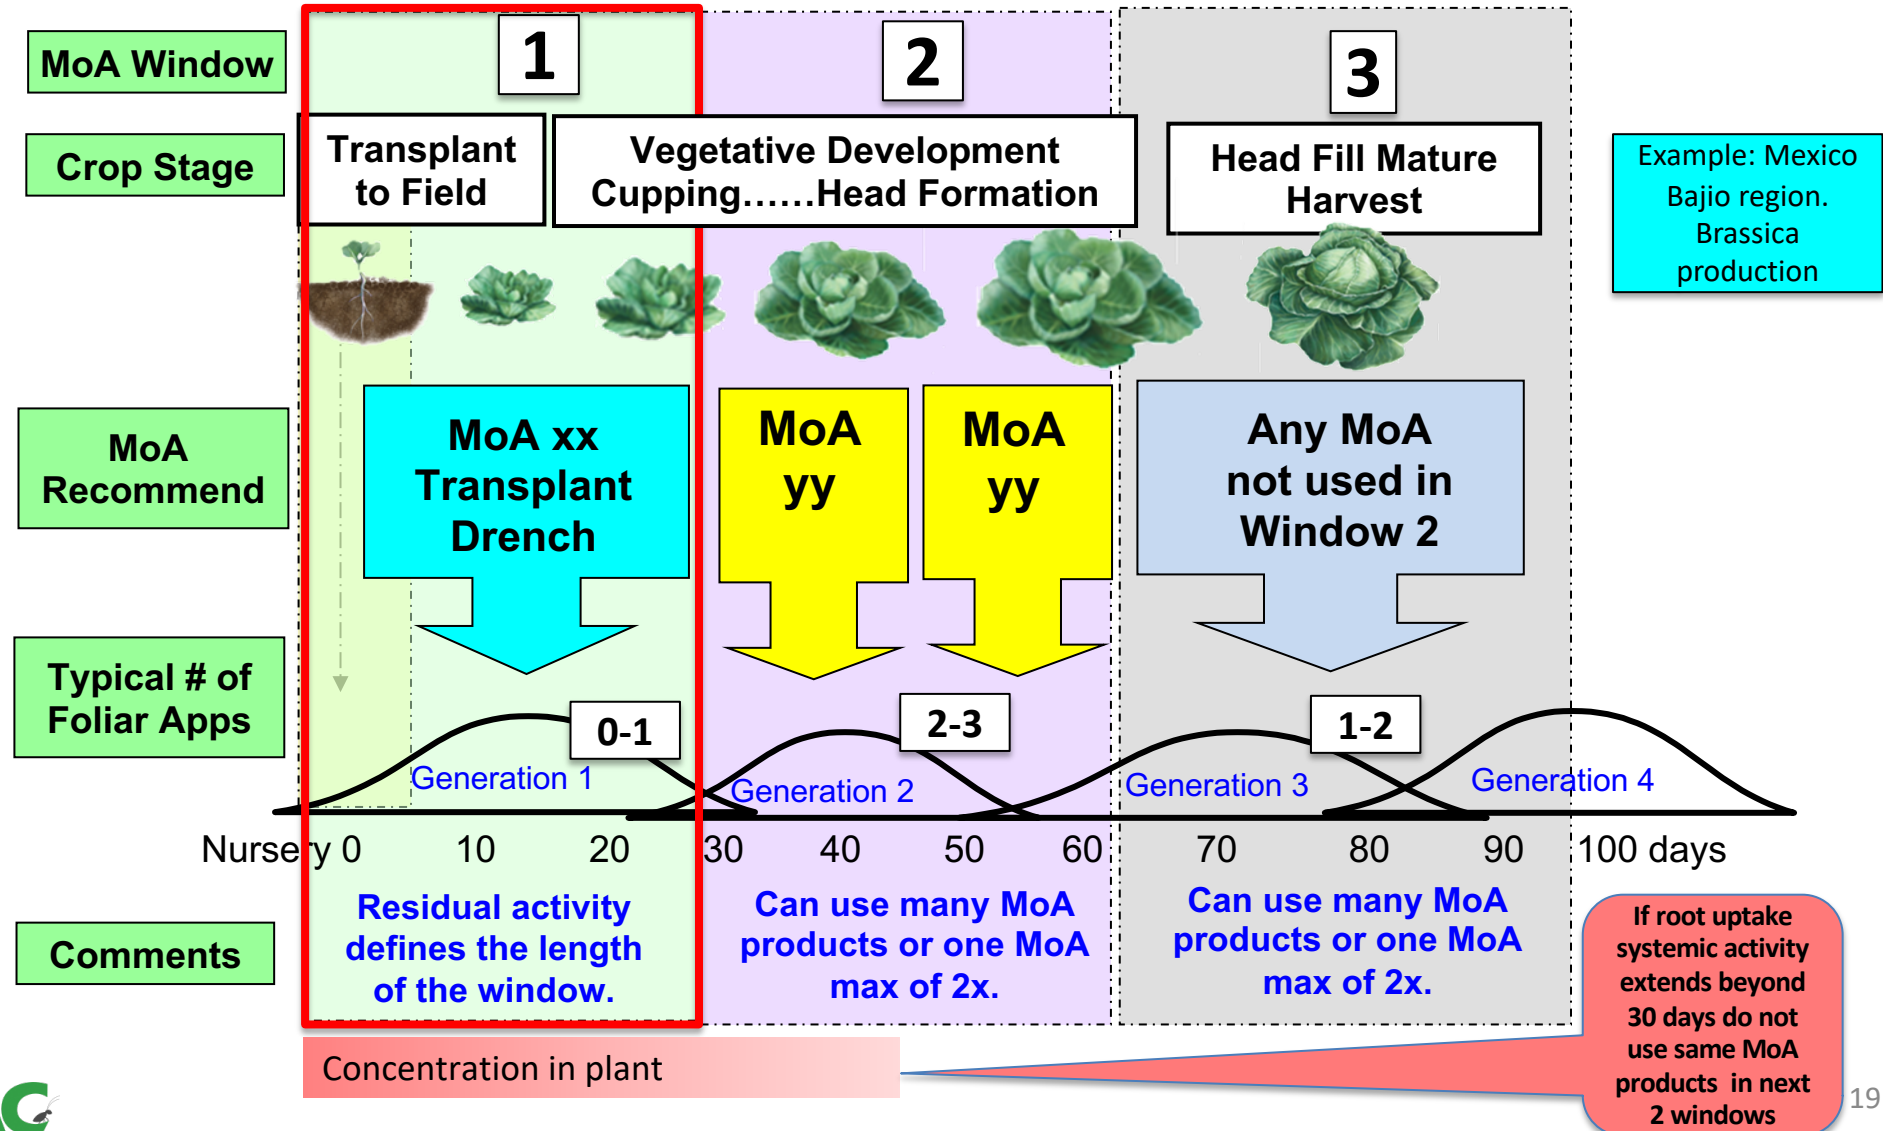 MoA Window
1
2
3
Crop Stage
Transplant
to Field
Vegetative Development
Cupping......Head Formation
Head Fill Mature
Harvest
Example: Mexico
Bajio region.
Brassica
production
MoA
Recommend
MoA xx
Transplant
Drench
MoA
yy
MoA
yy
Any MoA
not used in
Window 2
Typical # of
Foliar Apps
0-1
2-3
1-2
Generation 1
Generation 2
Generation 3
Generation 4
Nursery 0 10 20 30 40 50 60 70 80 90 100 days
Comments
Residual activity
defines the length
of the window.
Can use many MoA
products or one MoA
max of 2x.
Can use many MoA
products or one MoA
max of 2x.
If root uptake
systemic activity
extends beyond
30 days do not
use same MoA
products in next
2 windows
Concentration in plant
19